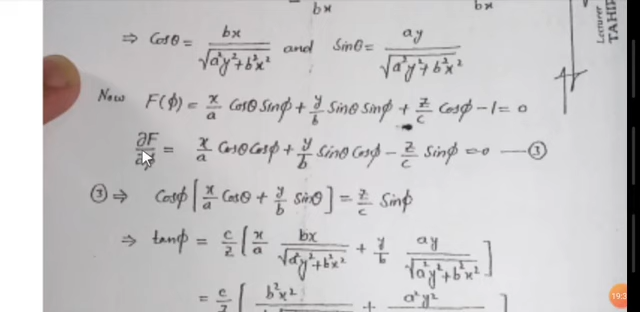 bx bx
⇒ Cosθ = bx / √(a²y²+b²x²) and Sinθ = ay / √(a²y²+b²x²)
Now F(φ) = x/a Cosθ Sinφ + y/b Sinθ Sinφ + z/c Cosφ - 1 = 0
∂F/∂φ = x/a Cosθ Cosφ + y/b Sinθ Cosφ - z/c Sinφ = 0 — ③
③ ⇒ Cosφ [x/a Cosθ + y/b Sinθ] = z/c Sinφ
⇒ tanφ = c/z [x/a bx/√(a²y²+b²x²) + y/b ay/√(a²y²+b²x²)]
= c/z [b²x² + a²y² ]
Lecturer
TAHIR